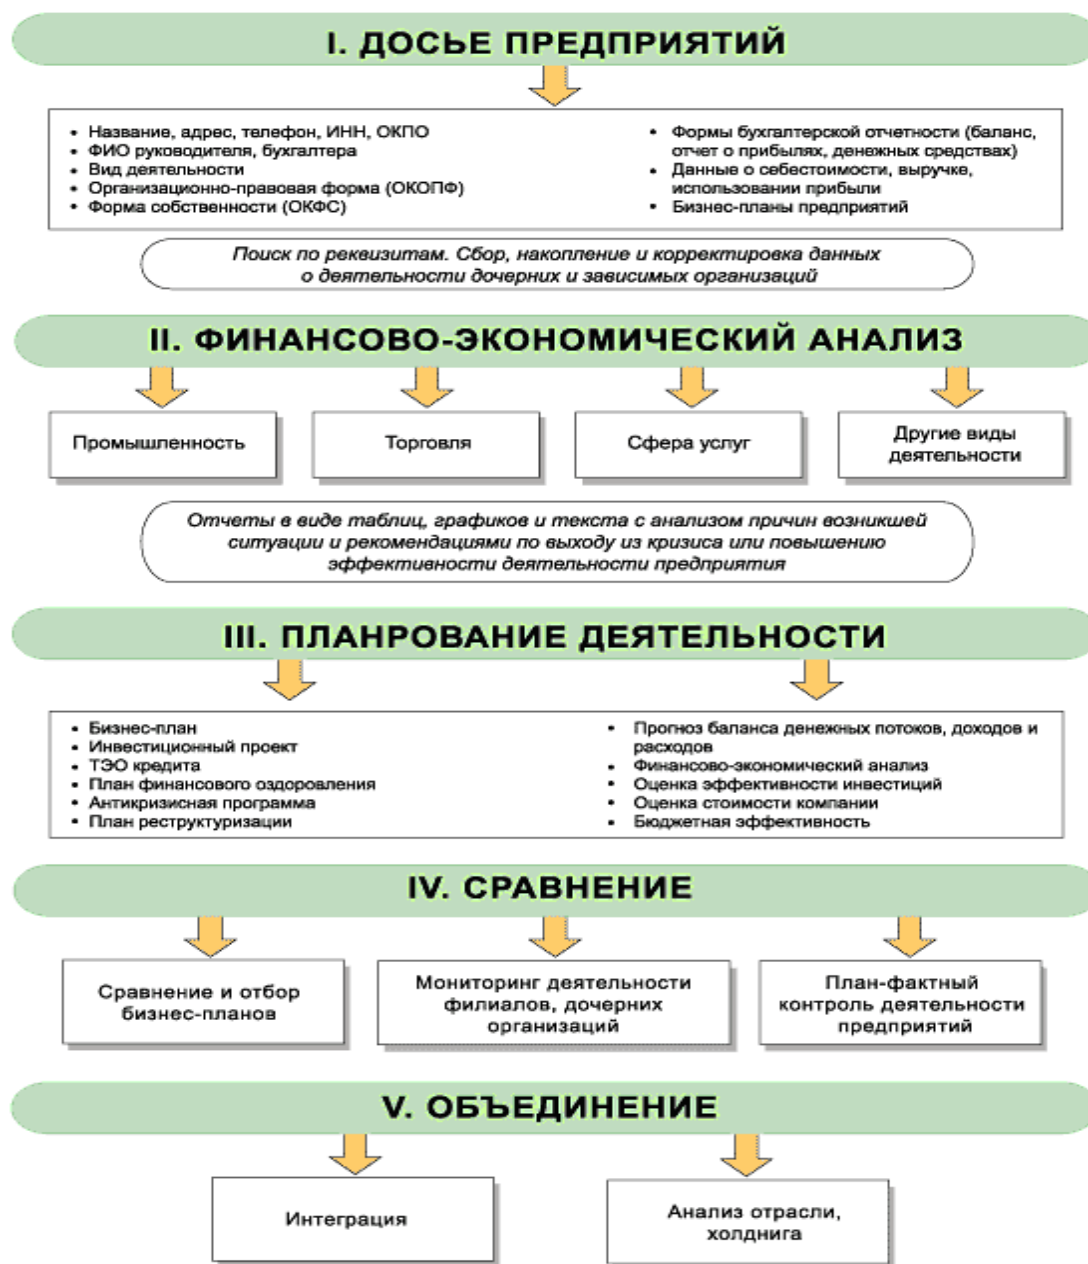 I. ДОСЬЕ ПРЕДПРИЯТИЙ
• Название, адрес, телефон, ИНН, ОКПО
• ФИО руководителя, бухгалтера
• Вид деятельности
• Организационно-правовая форма (ОКОПФ)
• Форма собственности (ОКФС)
• Формы бухгалтерской отчетности (баланс,
отчет о прибылях, денежных средствах)
• Данные о себестоимости, выручке,
использовании прибыли
• Бизнес-планы предприятий
Поиск по реквизитам. Сбор, накопление и корректировка данных
о деятельности дочерних и зависимых организаций
II. ФИНАНСОВО-ЭКОНОМИЧЕСКИЙ АНАЛИЗ
Промышленность
Торговля
Сфера услуг
Другие виды
деятельности
Отчеты в виде таблиц, графиков и текста с анализом причин возникшей
ситуации и рекомендациями по выходу из кризиса или повышению
эффективности деятельности предприятия
III. ПЛАНРОВАНИЕ ДЕЯТЕЛЬНОСТИ
• Бизнес-план
• Инвестиционный проект
• ТЭО кредита
• План финансового оздоровления
• Антикризисная программа
• План реструктуризации
• Прогноз баланса денежных потоков, доходов и
расходов
• Финансово-экономический анализ
• Оценка эффективности инвестиций
• Оценка стоимости компании
• Бюджетная эффективность
IV. СРАВНЕНИЕ
Сравнение и отбор
бизнес-планов
Мониторинг деятельности
филиалов, дочерних
организаций
План-фактный
контроль деятельности
предприятий
V. ОБЪЕДИНЕНИЕ
Интеграция
Анализ отрасли,
холднига